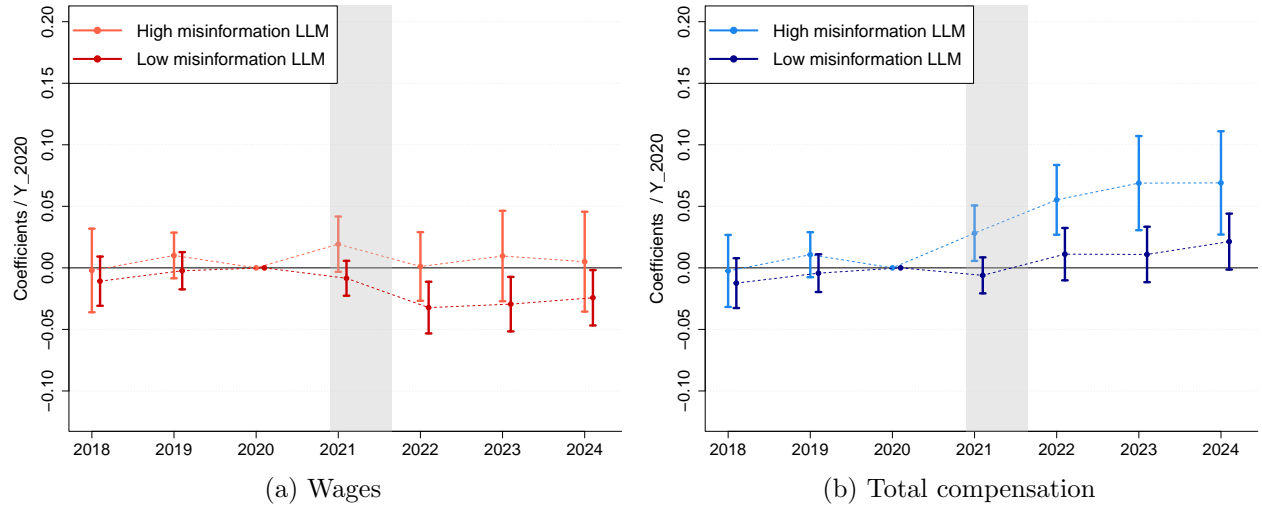 High misinformation LLM
Low misinformation LLM
Coefficients / Y_2020
0.20
0.15
0.10
0.05
0.00
−0.05
−0.10
2018 2019 2020 2021 2022 2023 2024
(a) Wages
High misinformation LLM
Low misinformation LLM
Coefficients / Y_2020
0.20
0.15
0.10
0.05
0.00
−0.05
−0.10
2018 2019 2020 2021 2022 2023 2024
(b) Total compensation